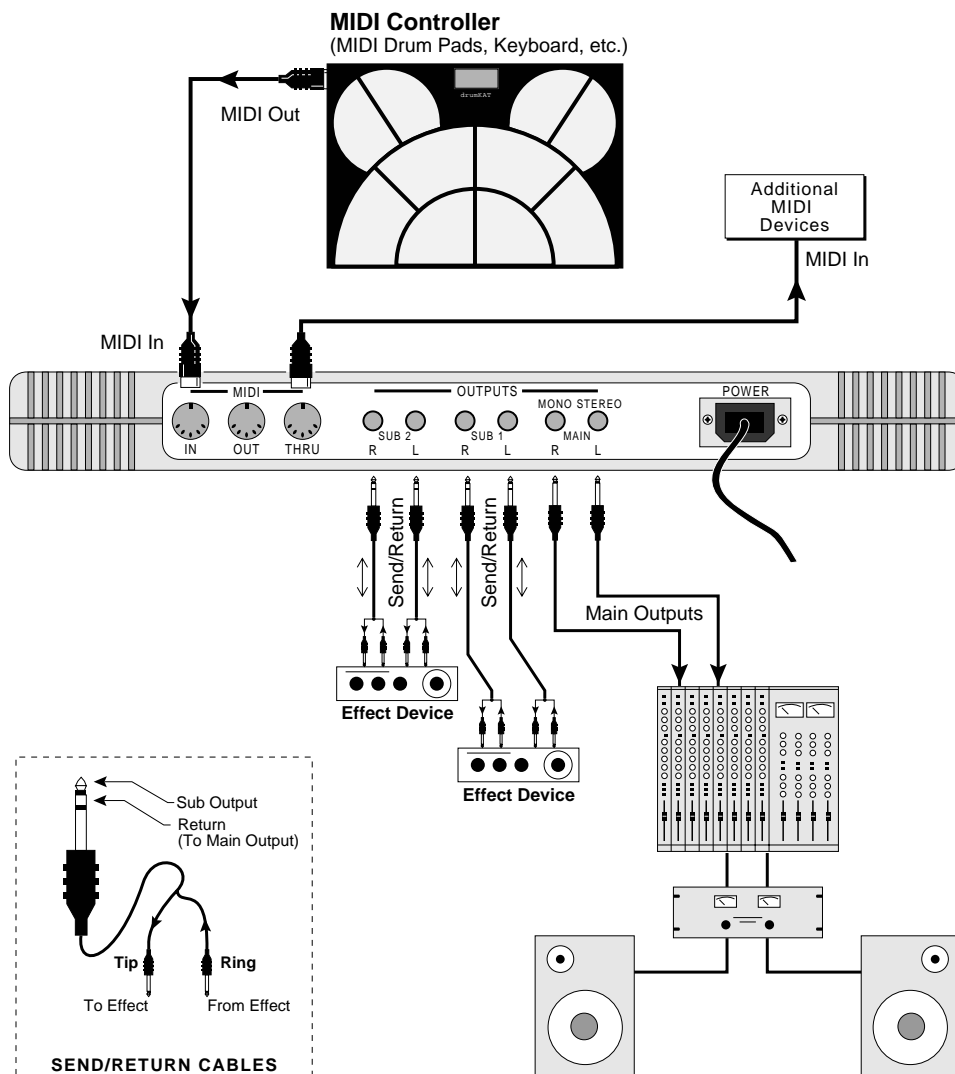 MIDI Controller
(MIDI Drum Pads, Keyboard, etc.)
drumKAT
MIDI Out
Additional
MIDI
Devices
MIDI In
MIDI In
MIDI
OUTPUTS
POWER
MONO STEREO
IN
OUT
THRU
SUB 2
SUB 1
MAIN
R
L
R
L
R
L
Send/Return
Send/Return
Main Outputs
Effect Device
Effect Device
Sub Output
Return
(To Main Output)
Tip
Ring
To Effect
From Effect
SEND/RETURN CABLES